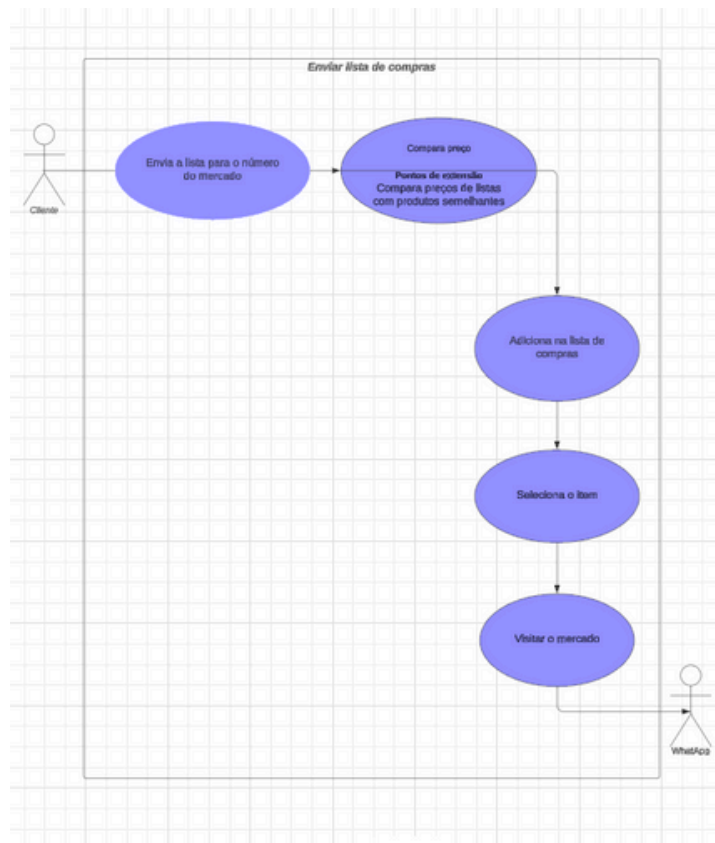 Enviar lista de compras
Envia a lista para o número
do mercado
Compara preço
Pontos de extensão
Compara preços de listas
com produtos semelhantes
Cliente
Adiciona na lista de
compras
Seleciona o item
Visitar o mercado
WhatApp